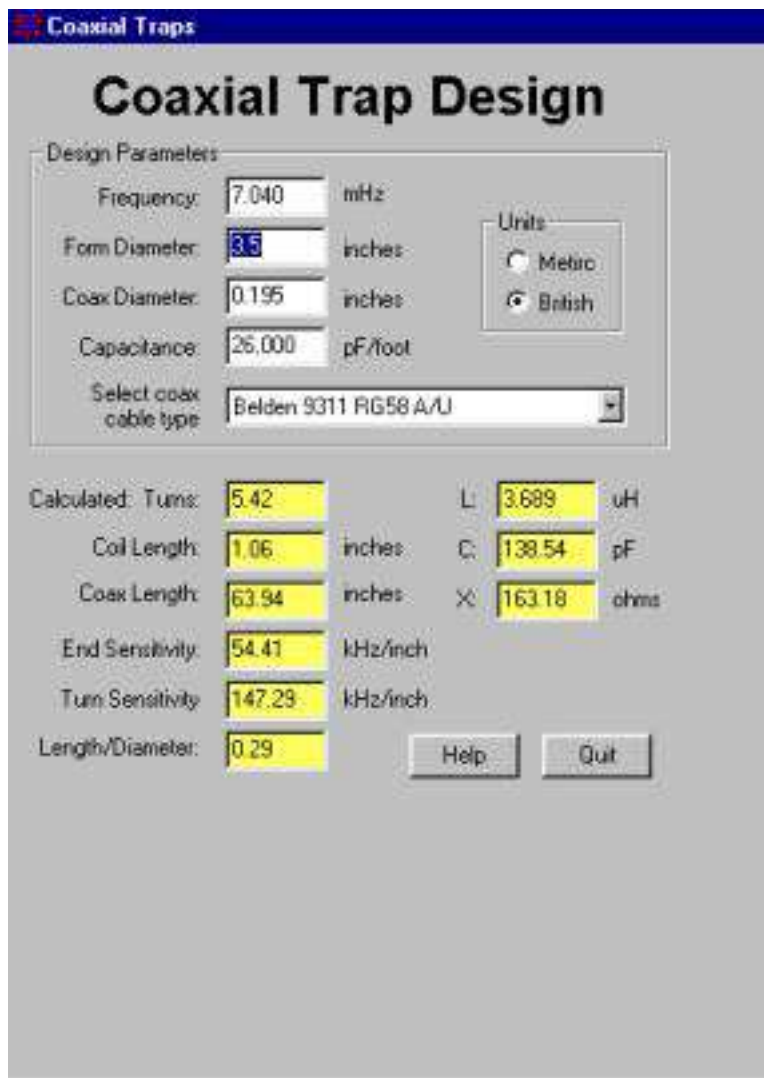 Coaxial Traps
Coaxial Trap Design
Design Parameters
Frequency: 7.040 mHz
Form Diameter: 3.5 inches
Coax Diameter: 0.195 inches
Capacitance: 26.000 pF/foot
Units
Metric
British
Select coax
cable type
Belden 9311 RG58 A/U
Calculated: Turns: 5.42 L: 3.689 uH
Coil Length: 1.06 inches C: 138.54 pF
Coax Length: 63.94 inches X: 163.18 ohms
End Sensitivity: 54.41 kHz/inch
Turn Sensitivity 147.29 kHz/inch
Length/Diameter: 0.29
Help Quit